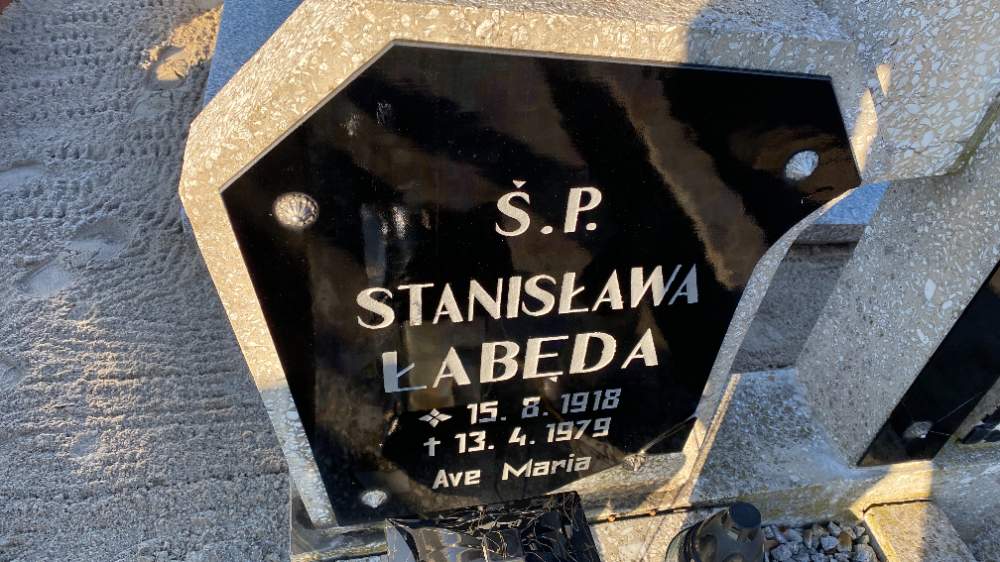 Ś.P.
STANISŁAWA
ŁABĘDA
15. 8. 1918
✝ 13. 4. 1979
Ave Maria